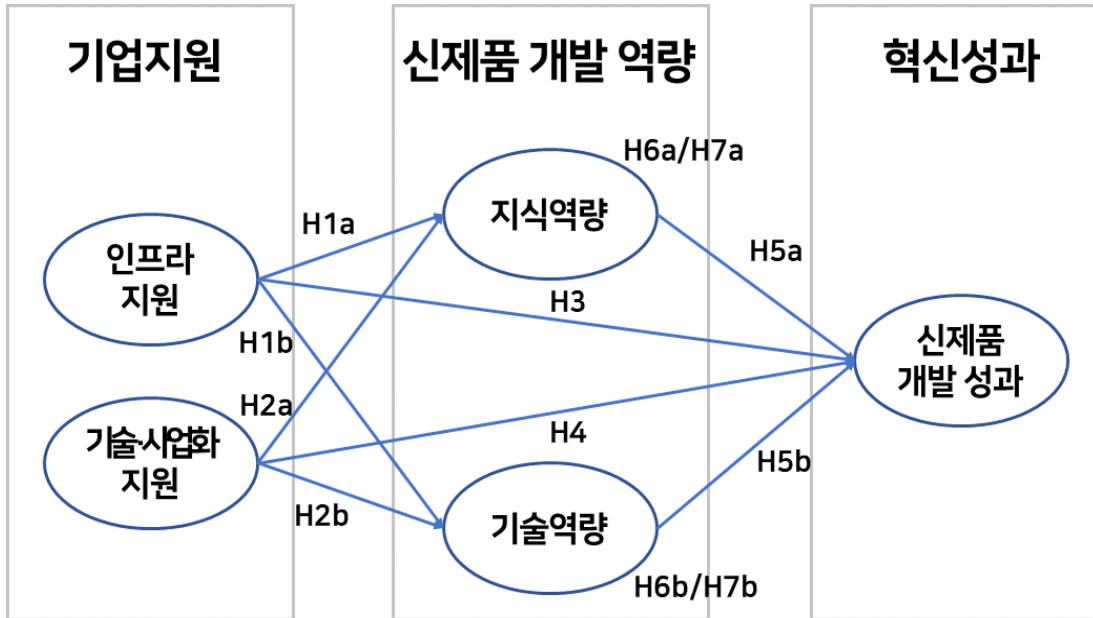 기업지원
신제품 개발 역량
혁신성과
H6a/H7a
지식역량
H1a
인프라
지원
H5a
H3
H1b
신제품
개발 성과
H2a
기술·사업화
지원
H4
H5b
H2b
기술역량
H6b/H7b